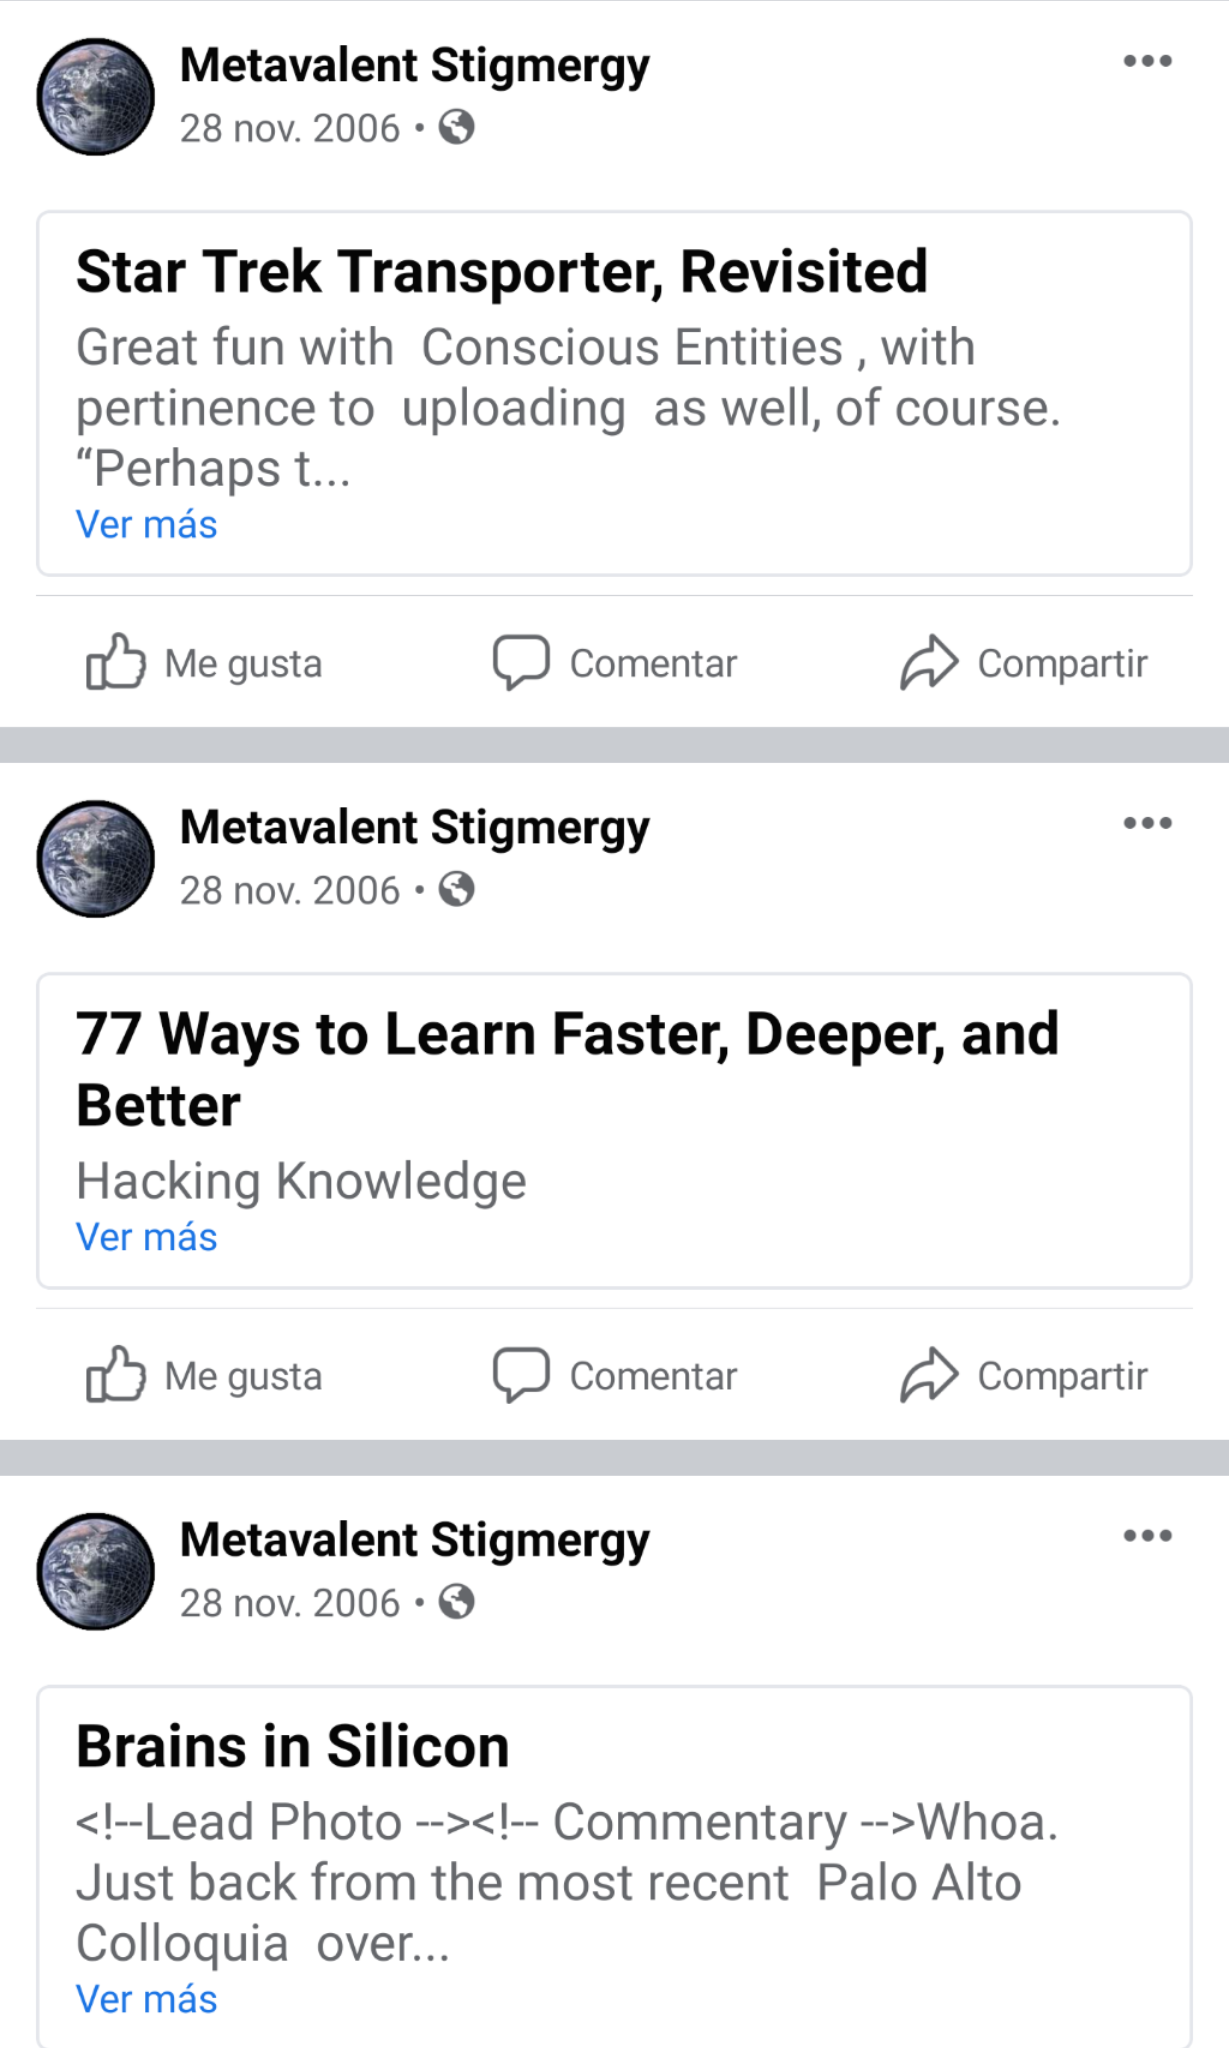 Metavalent Stigmergy
28 nov. 2006 •
Star Trek Transporter, Revisited
Great fun with  Conscious Entities , with
pertinence to  uploading  as well, of course.
“Perhaps t...
Ver más
Me gusta Comentar Compartir
Metavalent Stigmergy
28 nov. 2006 •
77 Ways to Learn Faster, Deeper, and
Better
Hacking Knowledge
Ver más
Me gusta Comentar Compartir
Metavalent Stigmergy
28 nov. 2006 •
Brains in Silicon
<!--Lead Photo --><!-- Commentary -->Whoa.
Just back from the most recent  Palo Alto
Colloquia  over...
Ver más